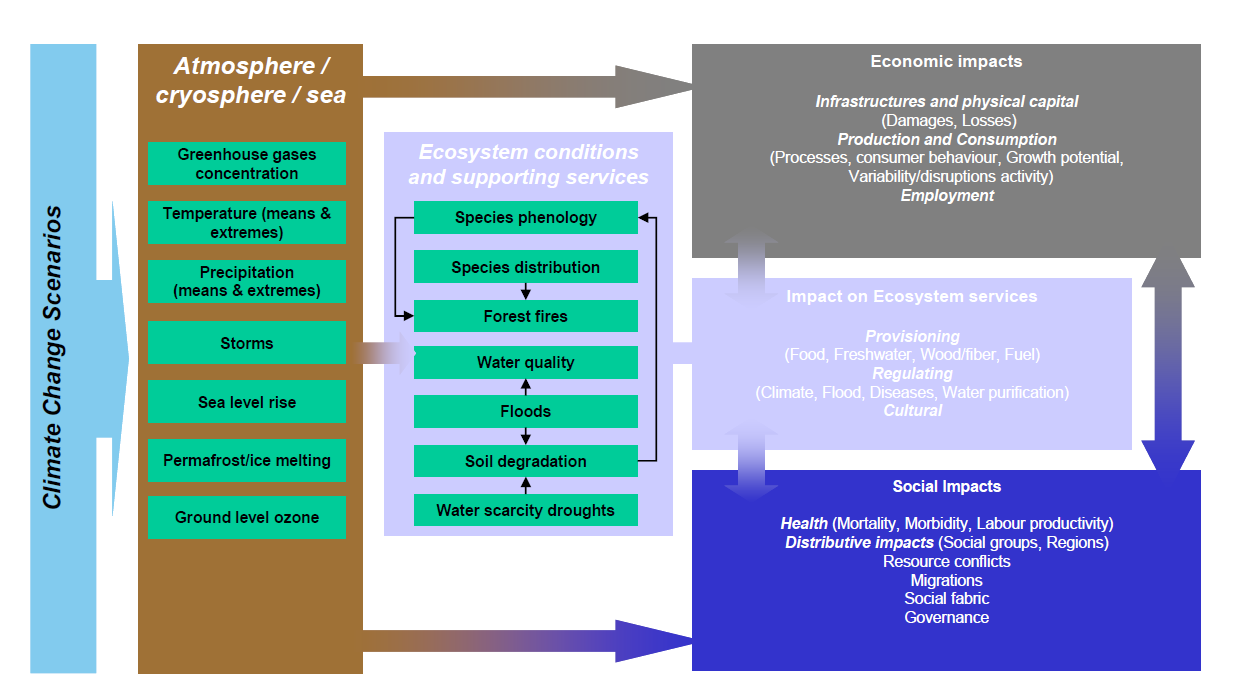 Climate Change Scenarios
Atmosphere /
cryosphere / sea
Greenhouse gases
concentration
Temperature (means &
extremes)
Precipitation
(means & extremes)
Storms
Sea level rise
Permafrost/ice melting
Ground level ozone
Ecosystem conditions
and supporting services
Species phenology
Species distribution
Forest fires
Water quality
Floods
Soil degradation
Water scarcity droughts
Economic impacts
Infrastructures and physical capital
(Damages, Losses)
Production and Consumption
(Processes, consumer behaviour, Growth potential,
Variability/disruptions activity)
Employment
Impact on Ecosystem services
Provisioning
(Food, Freshwater, Wood/fiber, Fuel)
Regulating
(Climate, Flood, Diseases, Water purification)
Cultural
Social Impacts
Health (Mortality, Morbidity, Labour productivity)
Distributive impacts (Social groups, Regions)
Resource conflicts
Migrations
Social fabric
Governance